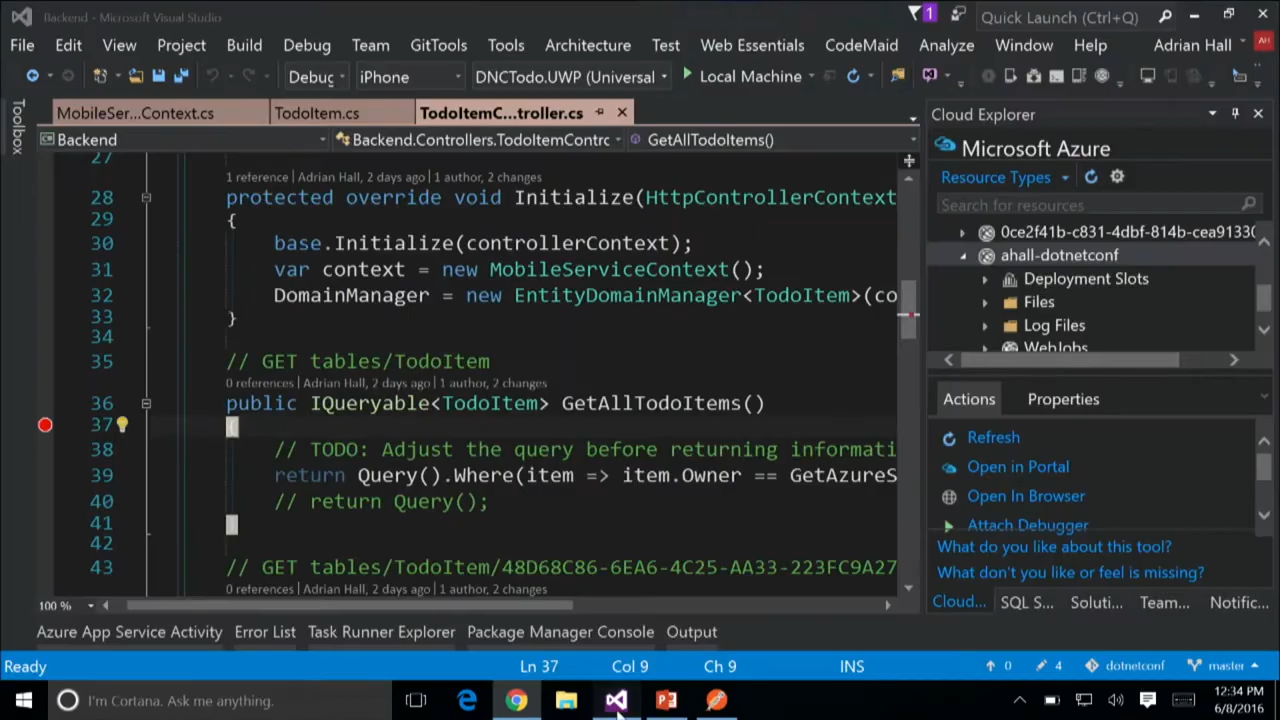 Backend - Microsoft Visual Studio
1
Quick Launch (Ctrl+Q)
File Edit View Project Build Debug Team GitTools Tools Architecture Test Web Essentials CodeMaid Analyze Window Help Adrian Hall AH
Debug iPhone DNCTodo.UWP (Universal Local Machine
Toolbox
MobileSer...Context.cs TodoItem.cs TodoItemC...troller.cs
Backend Backend.Controllers.TodoItemContrc GetAllTodoItems()
27
1 reference | Adrian Hall, 2 days ago | 1 author, 2 changes
28 protected override void Initialize(HttpControllerContext
29 {
30 base.Initialize(controllerContext);
31 var context = new MobileServiceContext();
32 DomainManager = new EntityDomainManager<TodoItem>(co
33 }
34
35 // GET tables/TodoItem
0 references | Adrian Hall, 2 days ago | 1 author, 2 changes
36 public IQueryable<TodoItem> GetAllTodoItems()
37 {
38 // TODO: Adjust the query before returning informati
39 return Query().Where(item => item.Owner == GetAzureS
40 // return Query();
41 }
42
43 // GET tables/TodoItem/48D68C86-6EA6-4C25-AA33-223FC9A27
0 references | Adrian Hall, 2 days ago | 1 author, 2 changes
100 %
Cloud Explorer
Microsoft Azure
Resource Types
Search for resources
0ce2f41b-c831-4dbf-814b-cea91330
ahall-dotnetconf
Deployment Slots
Files
Log Files
WebJobs
Actions Properties
Refresh
Open in Portal
Open In Browser
Attach Debugger
What do you like about this tool?
What don't you like or feel is missing?
Cloud... SQL S... Soluti... Team... Notific...
Azure App Service Activity Error List Task Runner Explorer Package Manager Console Output
Ready Ln 37 Col 9 Ch 9 INS 0 4 dotnetconf master
I'm Cortana. Ask me anything.
12:34 PM
6/8/2016